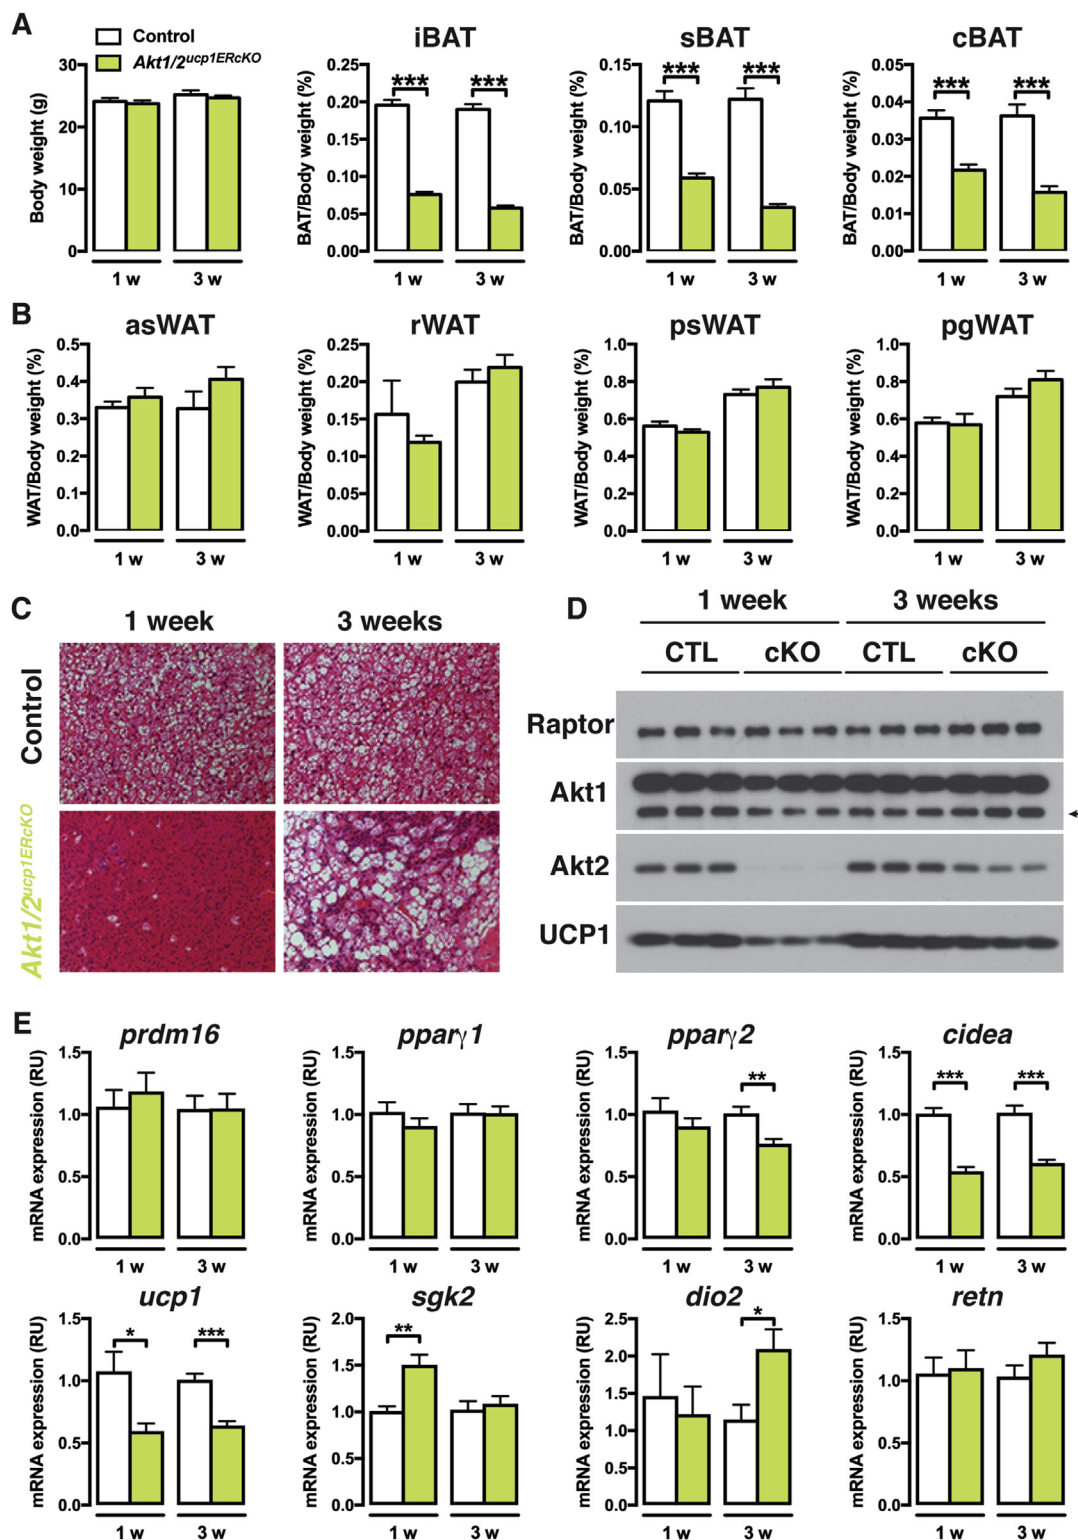 A
Control
Akt1/2ucp1ERcKO
iBAT
sBAT
cBAT
Body weight (g)
30
20
10
0
1 w
3 w
BAT/Body weight (%)
0.25
0.20
0.15
0.10
0.05
0.00
***
***
1 w
3 w
BAT/Body weight (%)
0.15
0.10
0.05
0.00
***
***
1 w
3 w
BAT/Body weight (%)
0.05
0.04
0.03
0.02
0.01
0.00
***
***
1 w
3 w
B
asWAT
WAT/Body weight (%)
0.5
0.4
0.3
0.2
0.1
0.0
1 w
3 w
rWAT
WAT/Body weight (%)
0.25
0.20
0.15
0.10
0.05
0.00
1 w
3 w
psWAT
WAT/Body weight (%)
1.0
0.8
0.6
0.4
0.2
0.0
1 w
3 w
pgWAT
WAT/Body weight (%)
1.0
0.8
0.6
0.4
0.2
0.0
1 w
3 w
C
1 week
3 weeks
Control
Akt1/2ucp1ERcKO
D
1 week
3 weeks
CTL
cKO
CTL
cKO
Raptor
Akt1
Akt2
UCP1
E
prdm16
mRNA expression (RU)
1.5
1.0
0.5
0.0
1 w
3 w
pparγ1
mRNA expression (RU)
1.5
1.0
0.5
0.0
1 w
3 w
pparγ2
mRNA expression (RU)
1.5
1.0
0.5
0.0
**
1 w
3 w
cidea
mRNA expression (RU)
1.5
1.0
0.5
0.0
***
***
1 w
3 w
ucp1
mRNA expression (RU)
1.5
1.0
0.5
0.0
*
***
1 w
3 w
sgk2
mRNA expression (RU)
2.0
1.5
1.0
0.5
0.0
**
1 w
3 w
dio2
mRNA expression (RU)
2.5
2.0
1.5
1.0
0.5
0.0
*
1 w
3 w
retn
mRNA expression (RU)
1.5
1.0
0.5
0.0
1 w
3 w